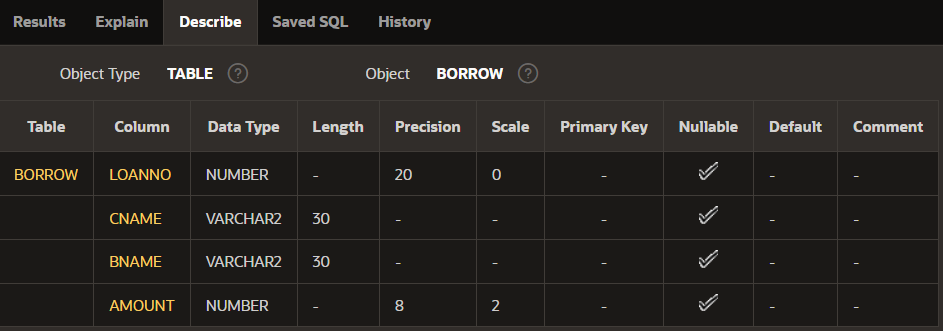 Results Explain Describe Saved SQL History
Object Type TABLE ? Object BORROW ?
Table Column Data Type Length Precision Scale Primary Key Nullable Default Comment
BORROW LOANNO NUMBER - 20 0 - - -
CNAME VARCHAR2 30 - - - - -
BNAME VARCHAR2 30 - - - - -
AMOUNT NUMBER - 8 2 - - -